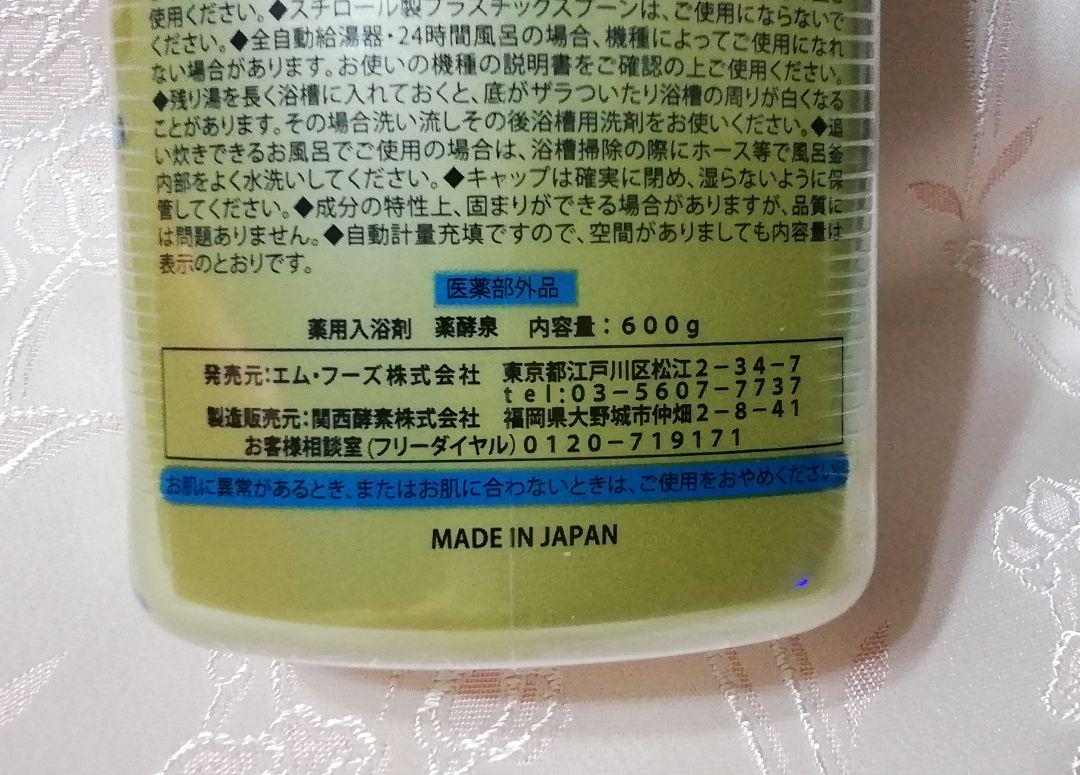 使用ください。◆スチロール製プラスチックスプーンは、ご使用にならないで
ください。◆全自動給湯器・24時間風呂の場合、機種によってご使用になれ
ない場合があります。お使いの機種の説明書をご確認の上ご使用ください。
◆残り湯を長く浴槽に入れておくと、底がザラついたり浴槽の周りが白くなる
ことがあります。その場合洗い流しその後浴槽用洗剤をお使いください。◆追
い炊きできるお風呂でご使用の場合は、浴槽掃除の際にホース等で風呂釜
内部をよく水洗いしてください。◆キャップは確実に閉め、湿らないように保
管してください。◆成分の特性上、固まりができる場合がありますが、品質に
は問題ありません。◆自動計量充填ですので、空間がありましても内容量は
表示のとおりです。
医薬部外品
薬用入浴剤 薬酵泉 内容量：600g
発売元：エム・フーズ株式会社 東京都江戸川区松江2－34－7
tel：03－5607－7737
製造販売元：関西酵素株式会社 福岡県大野城市仲畑2－8－41
お客様相談室(フリーダイヤル)0120－719171
お肌に異常があるとき、またはお肌に合わないときは、ご使用をおやめください。
MADE IN JAPAN